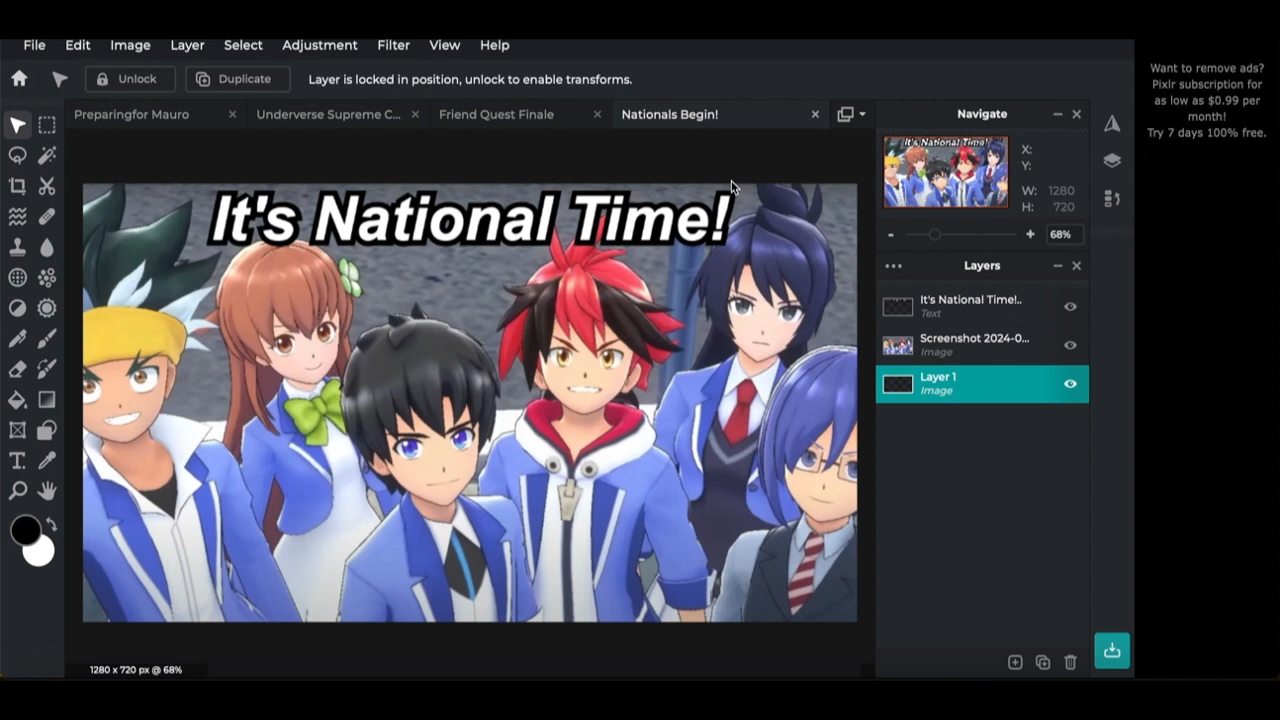 File Edit Image Layer Select Adjustment Filter View Help
Want to remove ads?
Pixlr subscription for
as low as $0.99 per
month!
Try 7 days 100% free.
Unlock Duplicate Layer is locked in position, unlock to enable transforms.
Preparingfor Mauro Underverse Supreme C... Friend Quest Finale Nationals Begin!
Navigate
It's National Time!
X:
Y:
W: 1280
H: 720
- + 68%
It's National Time!
Layers
It's National Time!..
Text
Screenshot 2024-0...
Image
Layer 1
Image
1280 x 720 px @ 68%